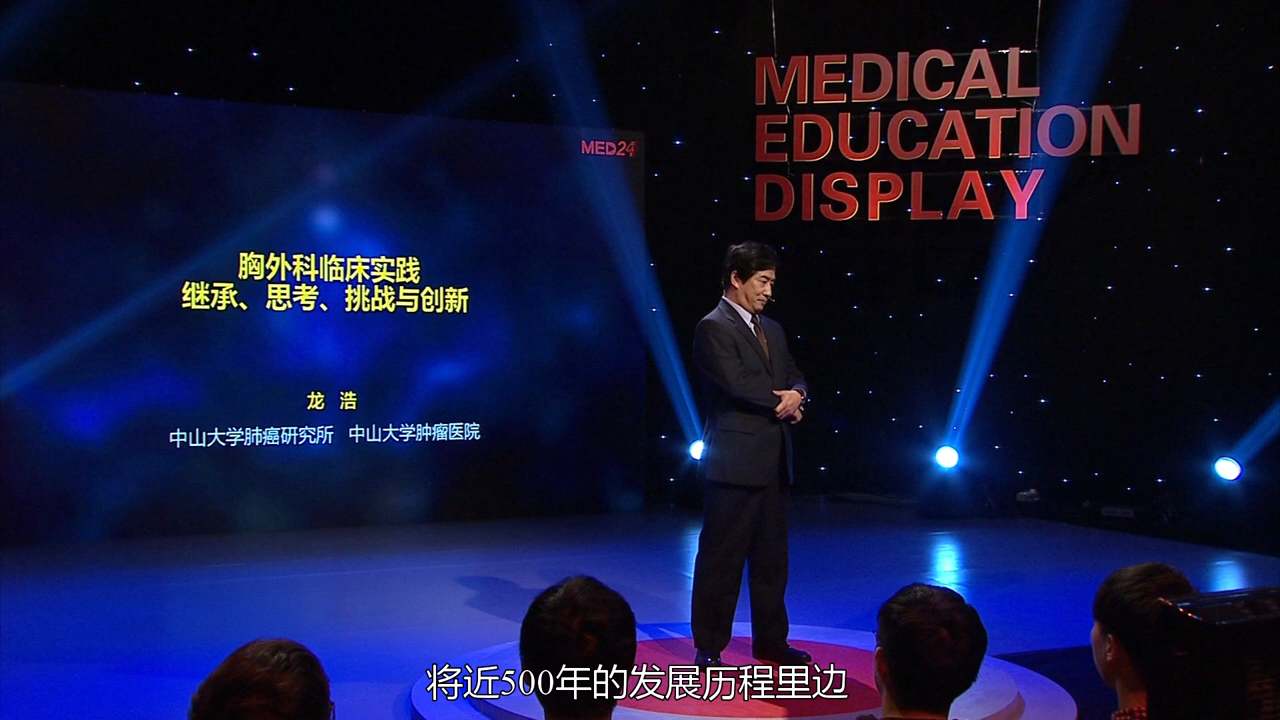 MED24
MEDICAL
EDUCATION
DISPLAY
胸外科临床实践
继承、思考、挑战与创新
龙 浩
中山大学肺癌研究所 中山大学肿瘤医院
将近500年的发展历程里边